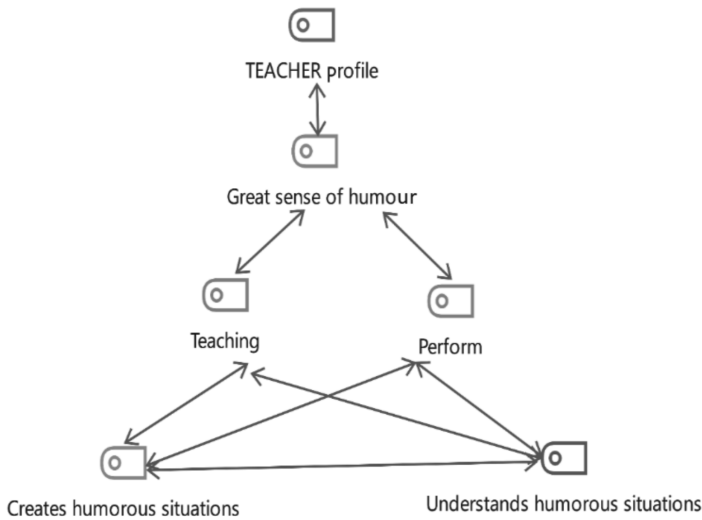 TEACHER profile
Great sense of humour
Teaching
Perform
Creates humorous situations
Understands humorous situations